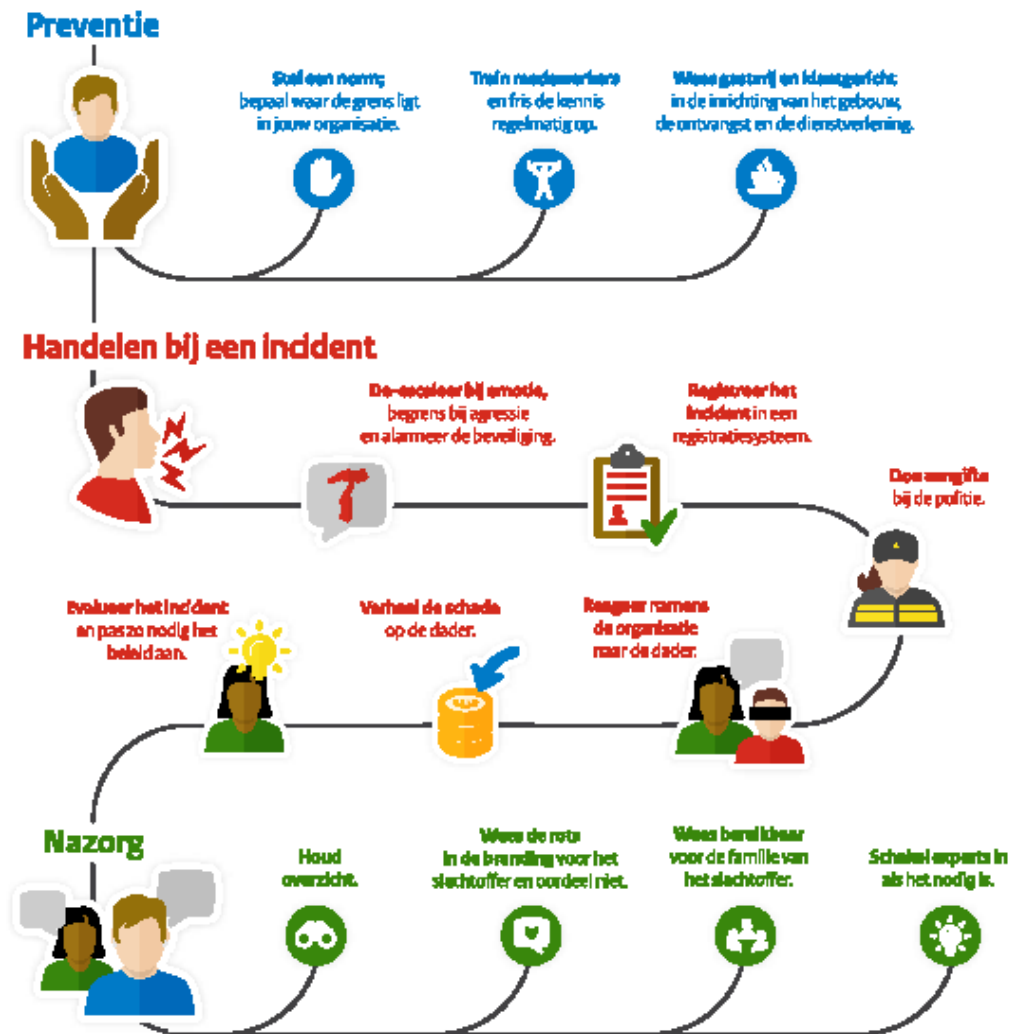 Preventie
Stel een norm;
bepaal waar de grens ligt
in jouw organisatie.
Train medewerkers
en fris de kennis
regelmatig op.
Wees gastvrij en klantgericht
in de inrichting van het gebouw,
de ontvangst en de dienstverlening.
Handelen bij een incident
De-escaleer bij emotie,
begrens bij agressie
en alarmeer de beveiliging.
Registreer het
incident in een
registratiesysteem.
Doe aangifte
bij de politie.
Evalueer het incident
en pas zo nodig het
beleid aan.
Verhaal de schade
op de dader.
Reageer namens
de organisatie
naar de dader.
Nazorg
Houd
overzicht.
Wees de rots
in de branding voor het
slachtoffer en oordeel niet.
Wees bereikbaar
voor de familie van
het slachtoffer.
Schakel experts in
als het nodig is.